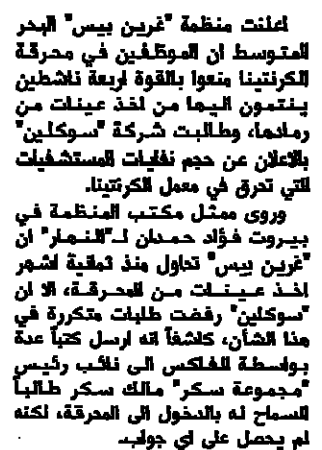 اعلنت منظمة "غرين بيس" البحر
المتوسط ان الموظفين في محرقة
الكرنتينا منعوا بالقوة اربعة ناشطين
ينتمون اليها من اخذ عينات من
رمادها، وطالبت شركة "سوكلين"
بالاعلان عن حجم نفايات المستشفيات
التي تحرق في معمل الكرنتينا.
وروى ممثل مكتب المنظمة في
بيروت فؤاد حمدان لـ"النهار" ان
"غرين بيس" تحاول منذ ثمانية اشهر
اخذ عينات من المحرقة، الا ان
"سوكلين" رفضت طلبات متكررة في
هذا الشأن، كاشفاً انه ارسل كتباً عدة
بواسطة الفاكس الى نائب رئيس
"مجموعة سكر" مالك سكر طالباً
السماح له بالدخول الى المحرقة، لكنه
لم يحصل على اي جواب.